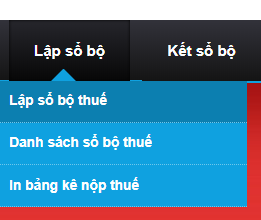 Lập sổ bộ Kết sổ bộ
Lập sổ bộ thuế
Danh sách sổ bộ thuế
In bảng kê nộp thuế